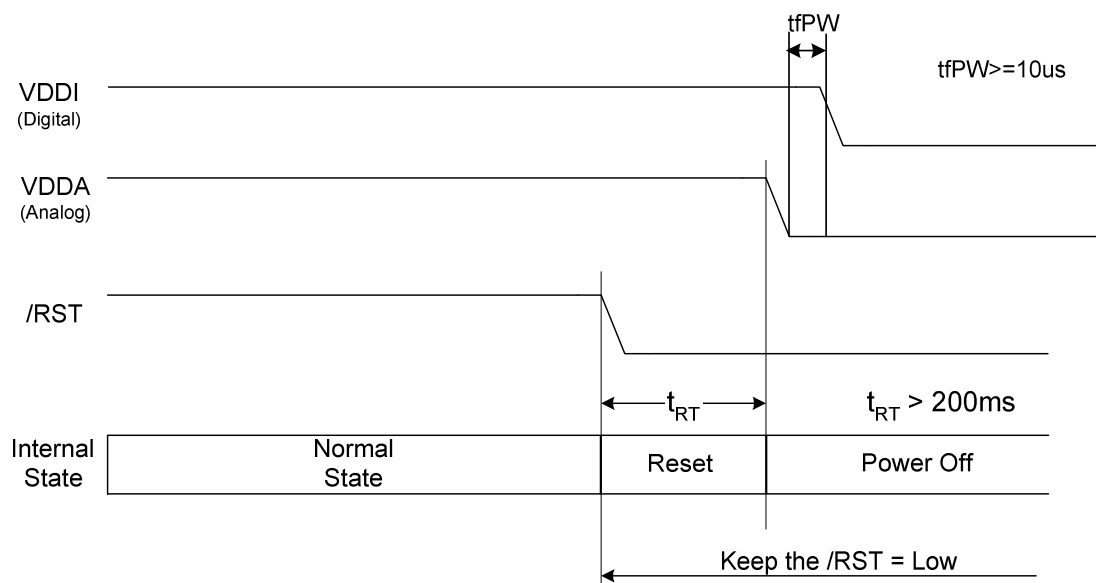 tfPW
tfPW>=10us
VDDI
(Digital)
VDDA
(Analog)
/RST
tRT
tRT > 200ms
Internal
State
Normal
State
Reset
Power Off
Keep the /RST = Low